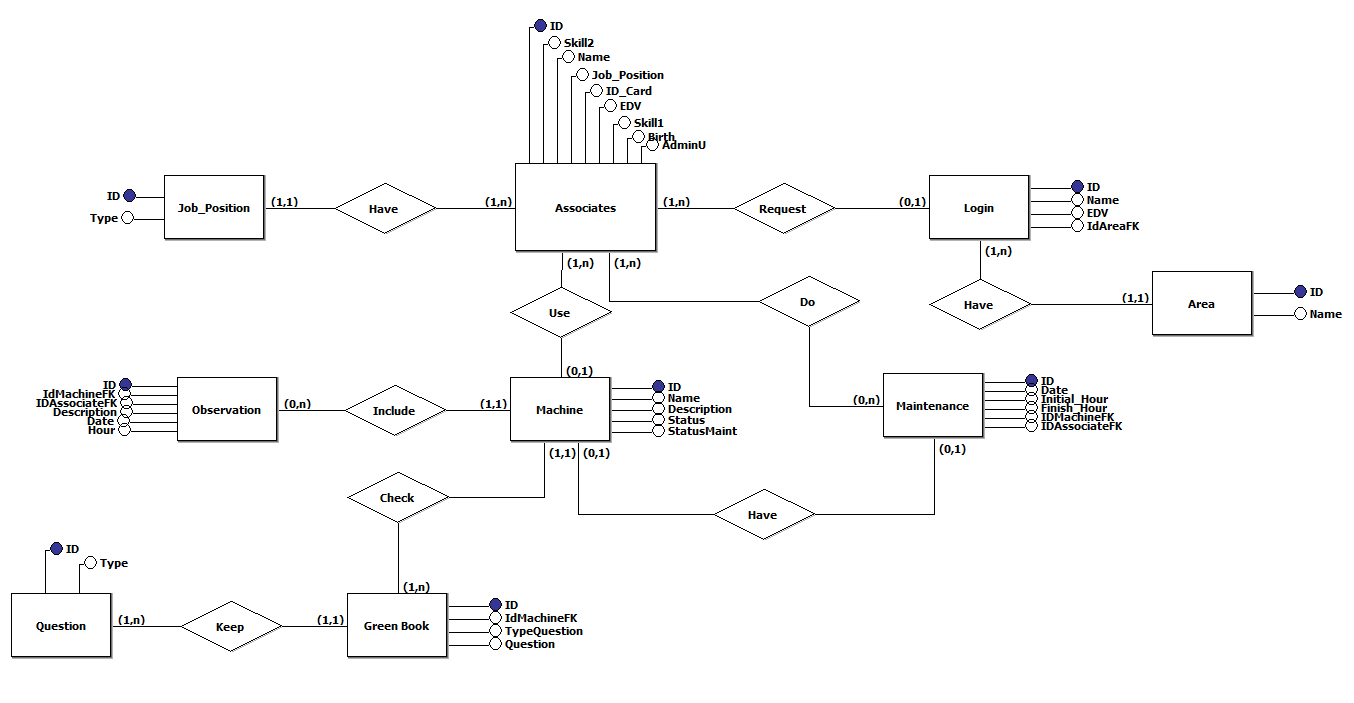 ID
Skill2
Name
Job_Position
ID_Card
EDV
Skill1
Birth
AdminU
ID
Type
Job_Position
(1,1)
Have
(1,n)
Associates
(1,n)
Request
(0,1)
Login
ID
Name
EDV
IdAreaFK
(1,n)
(1,n)
(1,n)
Use
Do
Have
(1,1)
Area
ID
Name
(0,1)
ID
IdMachineFK
IDAssociateFK
Description
Date
Hour
Observation
(0,n)
Include
(1,1)
Machine
ID
Name
Description
Status
StatusMaint
(0,n)
Maintenance
ID
Date
Initial_Hour
Finish_Hour
IDMachineFK
IDAssociateFK
(1,1)
(0,1)
(0,1)
Check
Have
ID
Type
(1,n)
Question
(1,n)
Keep
(1,1)
Green Book
ID
IdMachineFK
TypeQuestion
Question